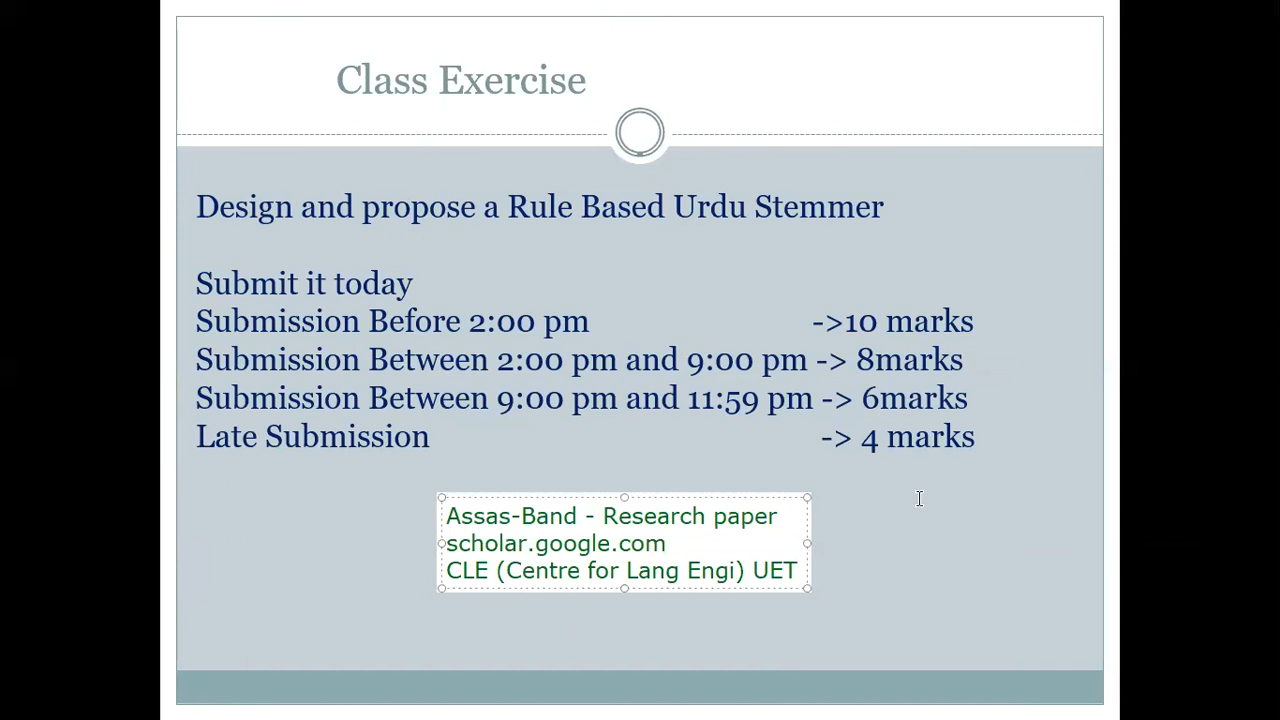 Class Exercise
Design and propose a Rule Based Urdu Stemmer
Submit it today
Submission Before 2:00 pm ->10 marks
Submission Between 2:00 pm and 9:00 pm -> 8marks
Submission Between 9:00 pm and 11:59 pm -> 6marks
Late Submission -> 4 marks
Assas-Band - Research paper
scholar.google.com
CLE (Centre for Lang Engi) UET